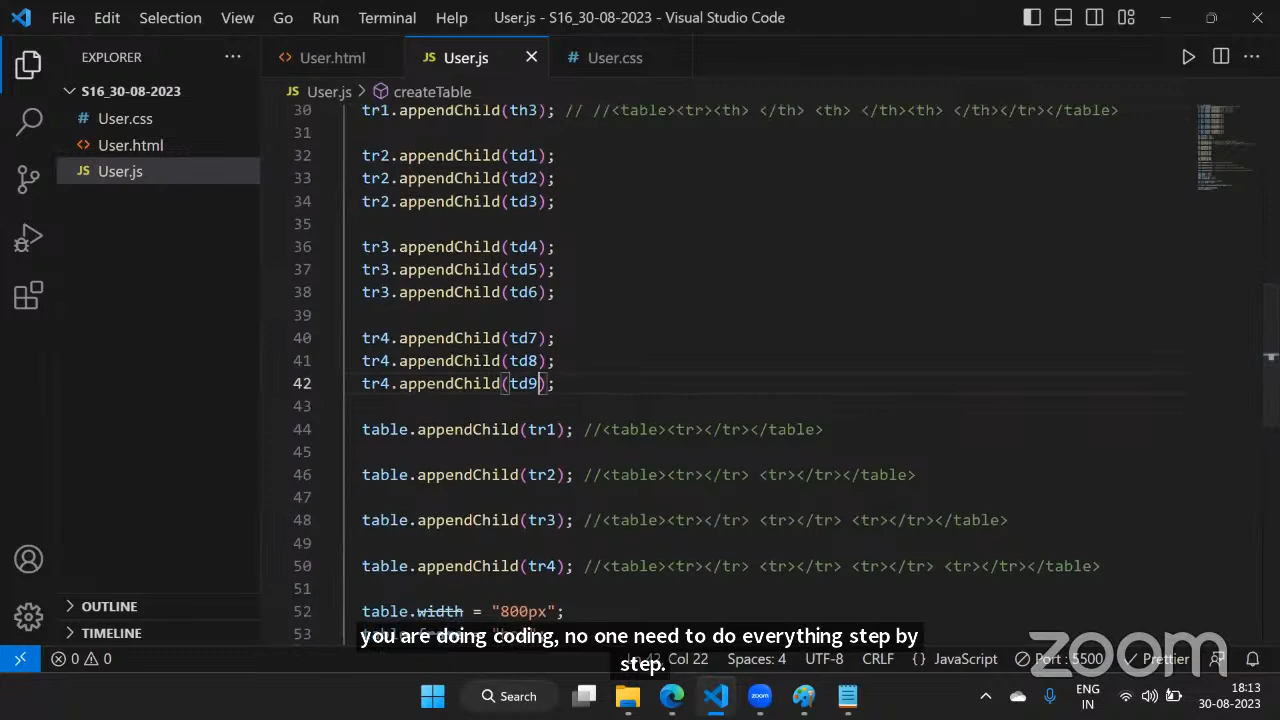 File Edit Selection View Go Run Terminal Help User.js - S16_30-08-2023 - Visual Studio Code
EXPLORER
S16_30-08-2023
# User.css
<> User.html
JS User.js
OUTLINE
TIMELINE
<> User.html JS User.js # User.css
JS User.js > createTable
30 tr1.appendChild(th3); // //<table><tr><th> </th> <th> </th><th> </th></tr></table>
31
32 tr2.appendChild(td1);
33 tr2.appendChild(td2);
34 tr2.appendChild(td3);
35
36 tr3.appendChild(td4);
37 tr3.appendChild(td5);
38 tr3.appendChild(td6);
39
40 tr4.appendChild(td7);
41 tr4.appendChild(td8);
42 tr4.appendChild(td9);
43
44 table.appendChild(tr1); //<table><tr></tr></table>
45
46 table.appendChild(tr2); //<table><tr></tr> <tr></tr></table>
47
48 table.appendChild(tr3); //<table><tr></tr> <tr></tr> <tr></tr></table>
49
50 table.appendChild(tr4); //<table><tr></tr> <tr></tr> <tr></tr> <tr></tr></table>
51
52 table.width = "800px";
53
you are doing coding, no one need to do everything step by
step.
zoom
0 0 Col 22 Spaces: 4 UTF-8 CRLF {} JavaScript Port : 5500 Prettier
Search
zoom
ENG
IN
18:13
30-08-2023